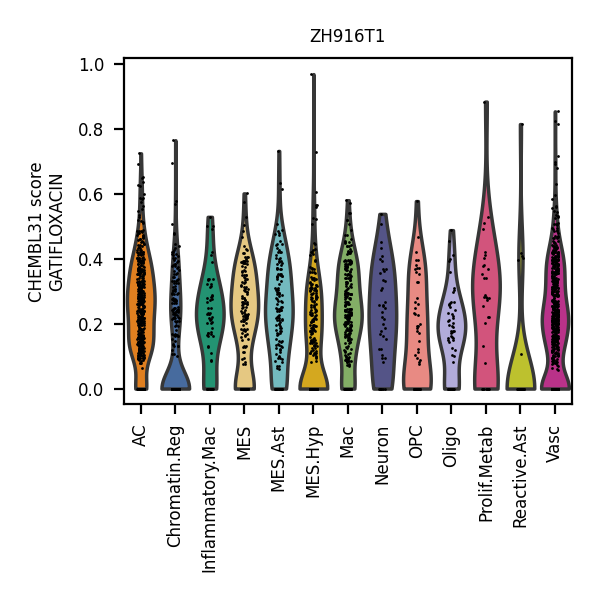 ZH916T1
CHEMBL31 score
GATIFLOXACIN
1.0
0.8
0.6
0.4
0.2
0.0
AC
Chromatin.Reg
Inflammatory.Mac
MES
MES.Ast
MES.Hyp
Mac
Neuron
OPC
Oligo
Prolif.Metab
Reactive.Ast
Vasc